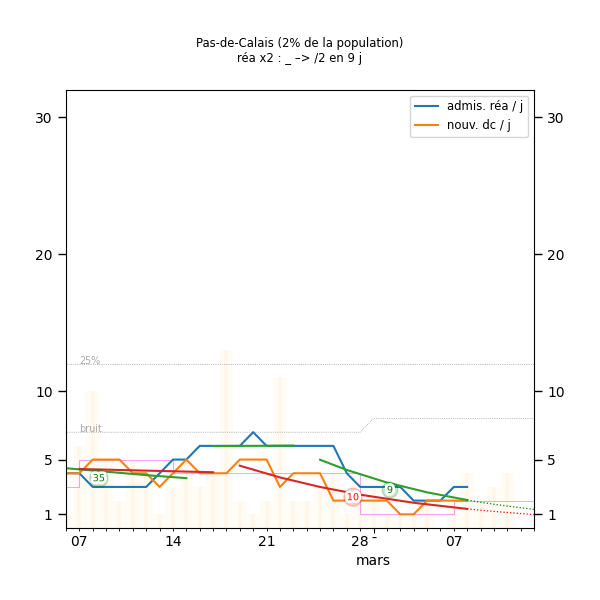 Pas-de-Calais (2% de la population)
réa x2 : _ –> /2 en 9 j
admis. réa / j
nouv. dc / j
30 30
20 20
25%
10 10
bruit
5 5
35
10
9
1 1
07 14 21 28 - 07
mars